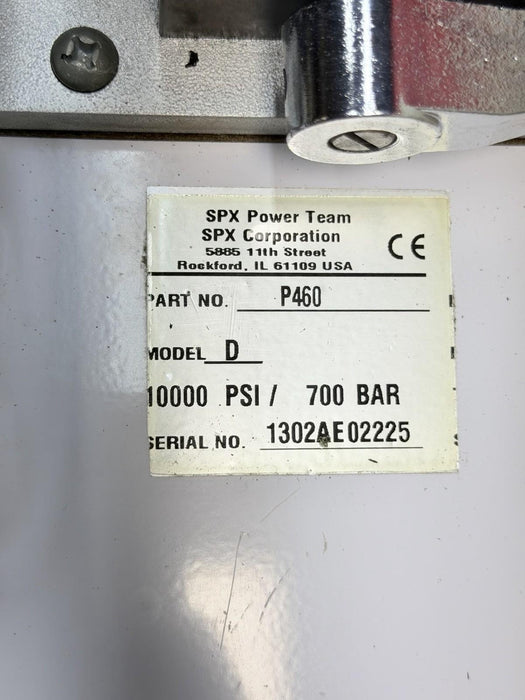 SPX Power Team
SPX Corporation
5885 11th Street
Rockford, IL 61109 USA
CE
PART NO. P460
MODEL D
10000 PSI / 700 BAR
SERIAL NO. 1302AE02225